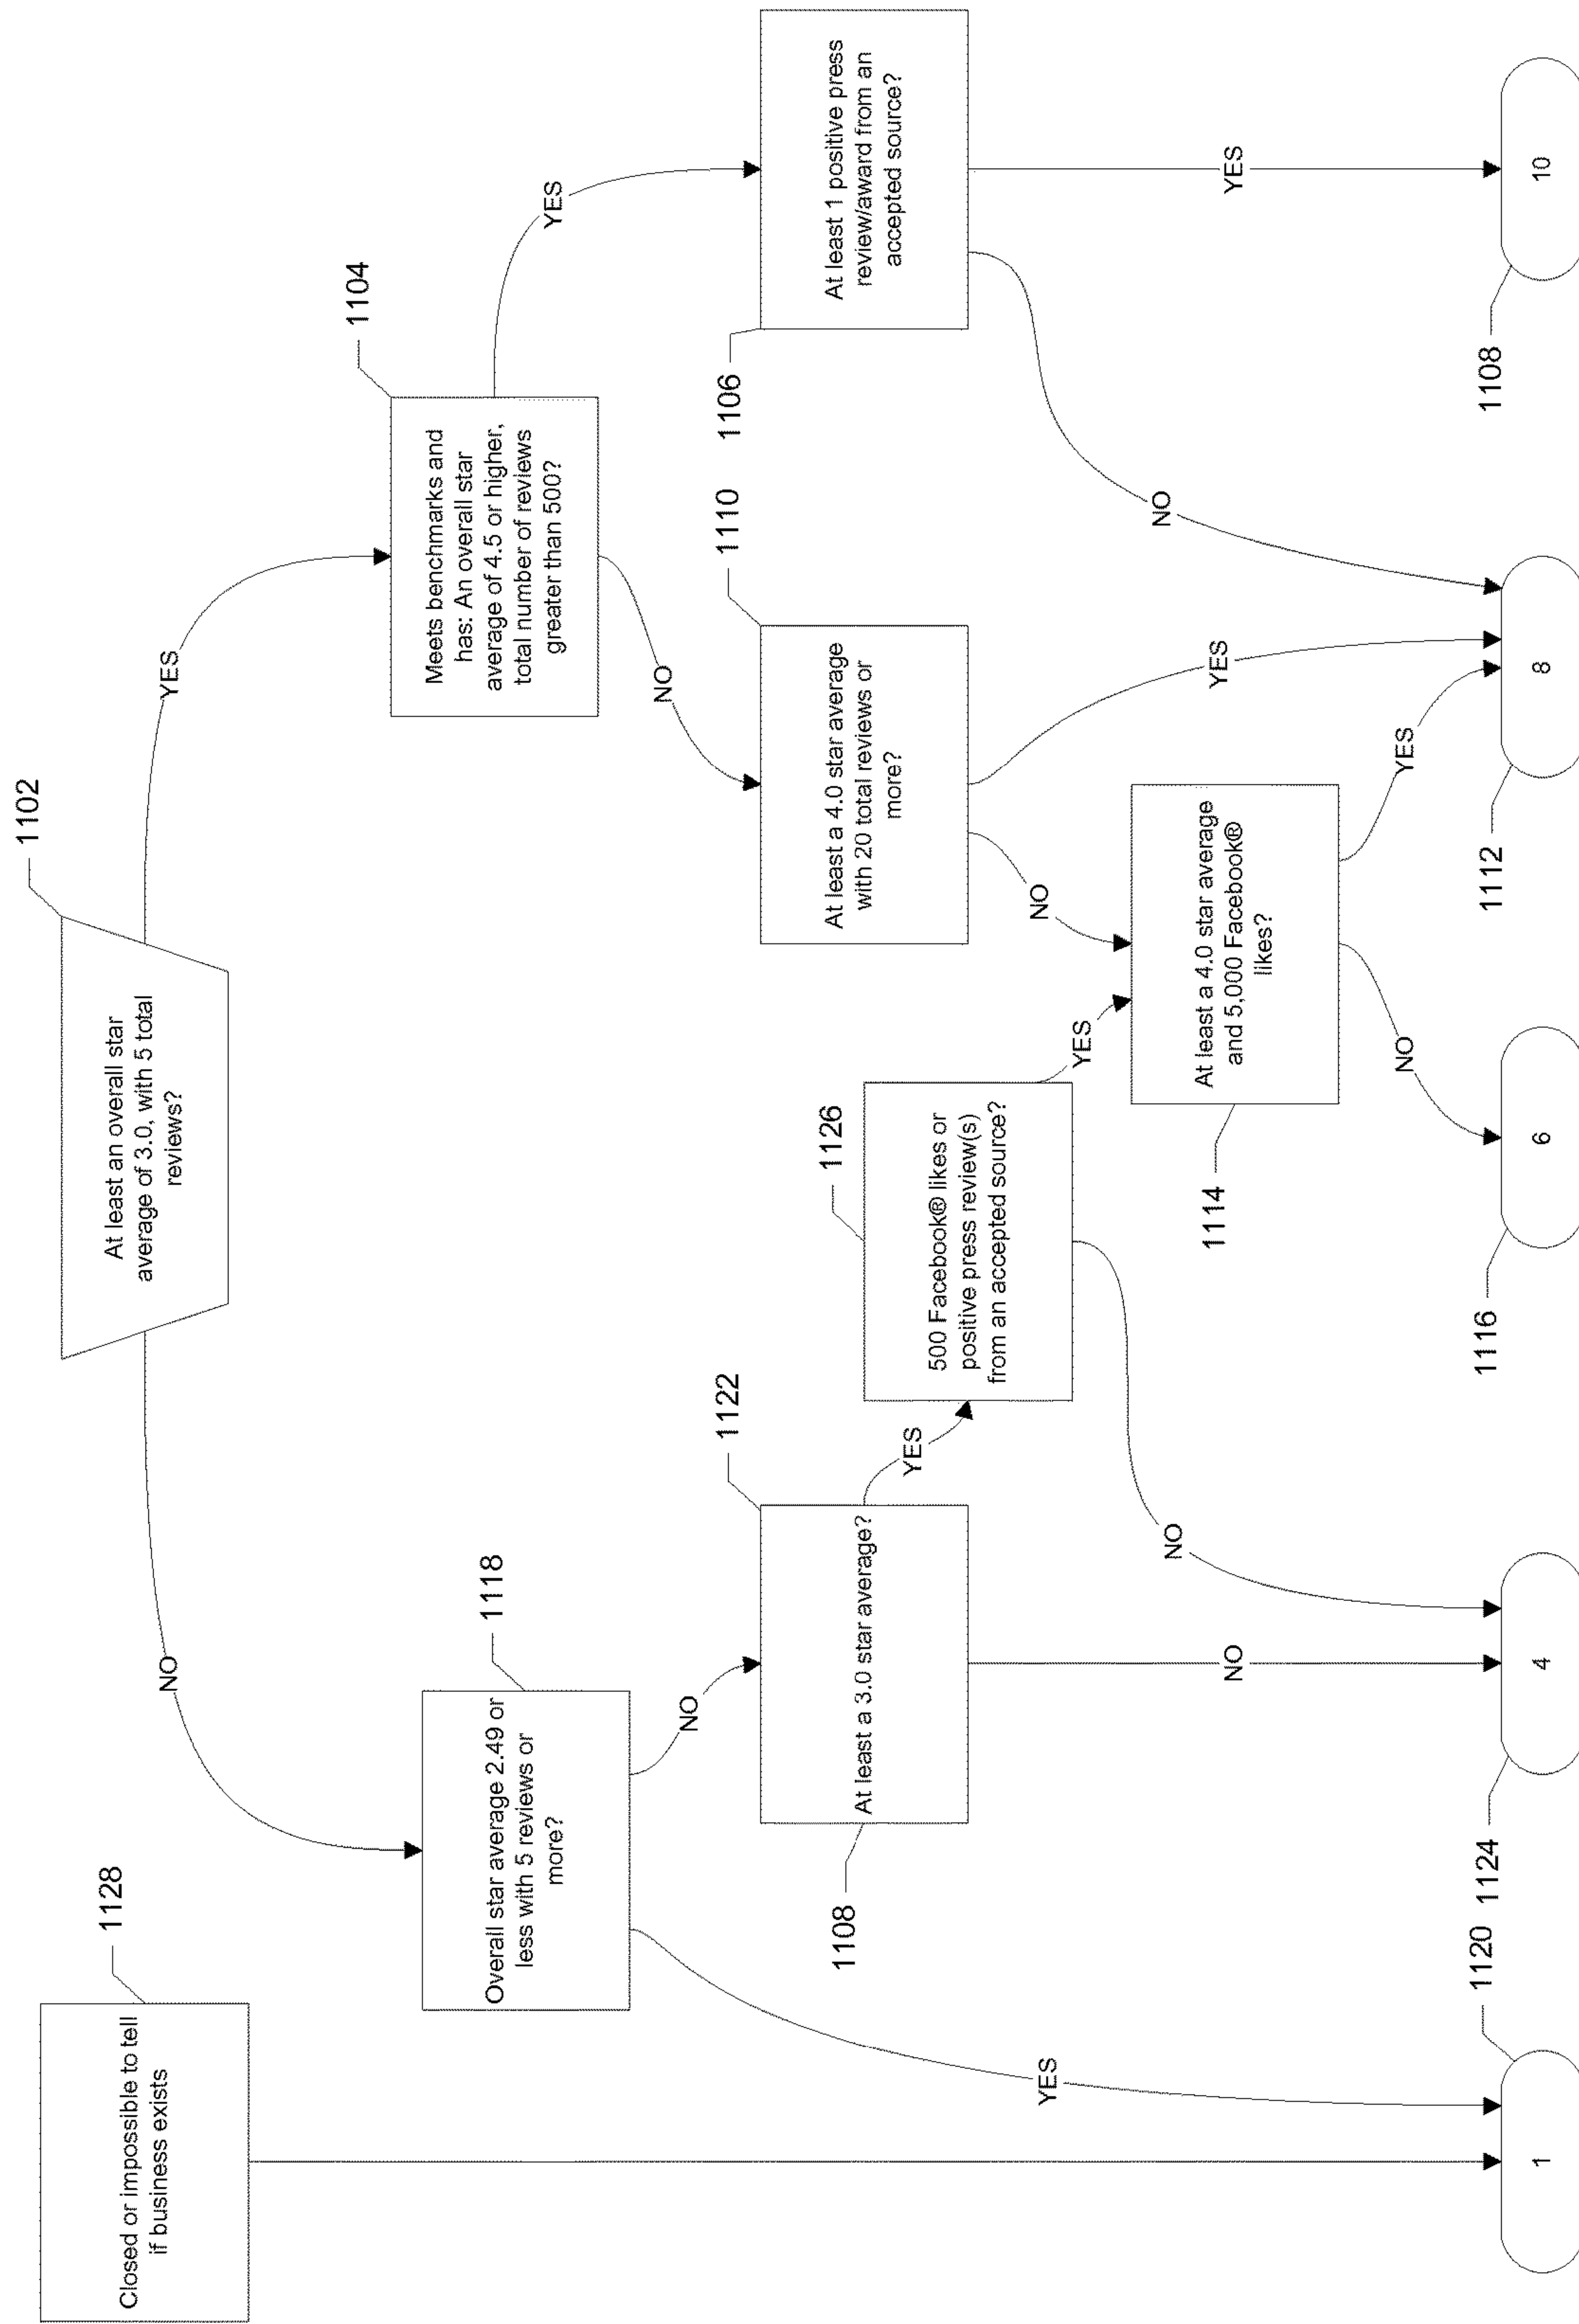 1102
At least an overall star
average of 3.0, with 5 total
reviews?
NO
YES
1128
Closed or impossible to tell
if business exists
1118
Overall star average 2.49 or
less with 5 reviews or
more?
YES
NO
1104
Meets benchmarks and
has: An overall star
average of 4.5 or higher,
total number of reviews
greater than 500?
NO
YES
1122
At least a 3.0 star average?
1108
NO
YES
1126
500 Facebook® likes or
positive press review(s)
from an accepted source?
NO
YES
1110
At least a 4.0 star average
with 20 total reviews or
more?
NO
YES
1106
At least 1 positive press
review/award from an
accepted source?
NO
YES
1114
At least a 4.0 star average
and 5,000 Facebook®
likes?
NO
YES
1120
1
1124
4
1116
6
1112
8
1108
10